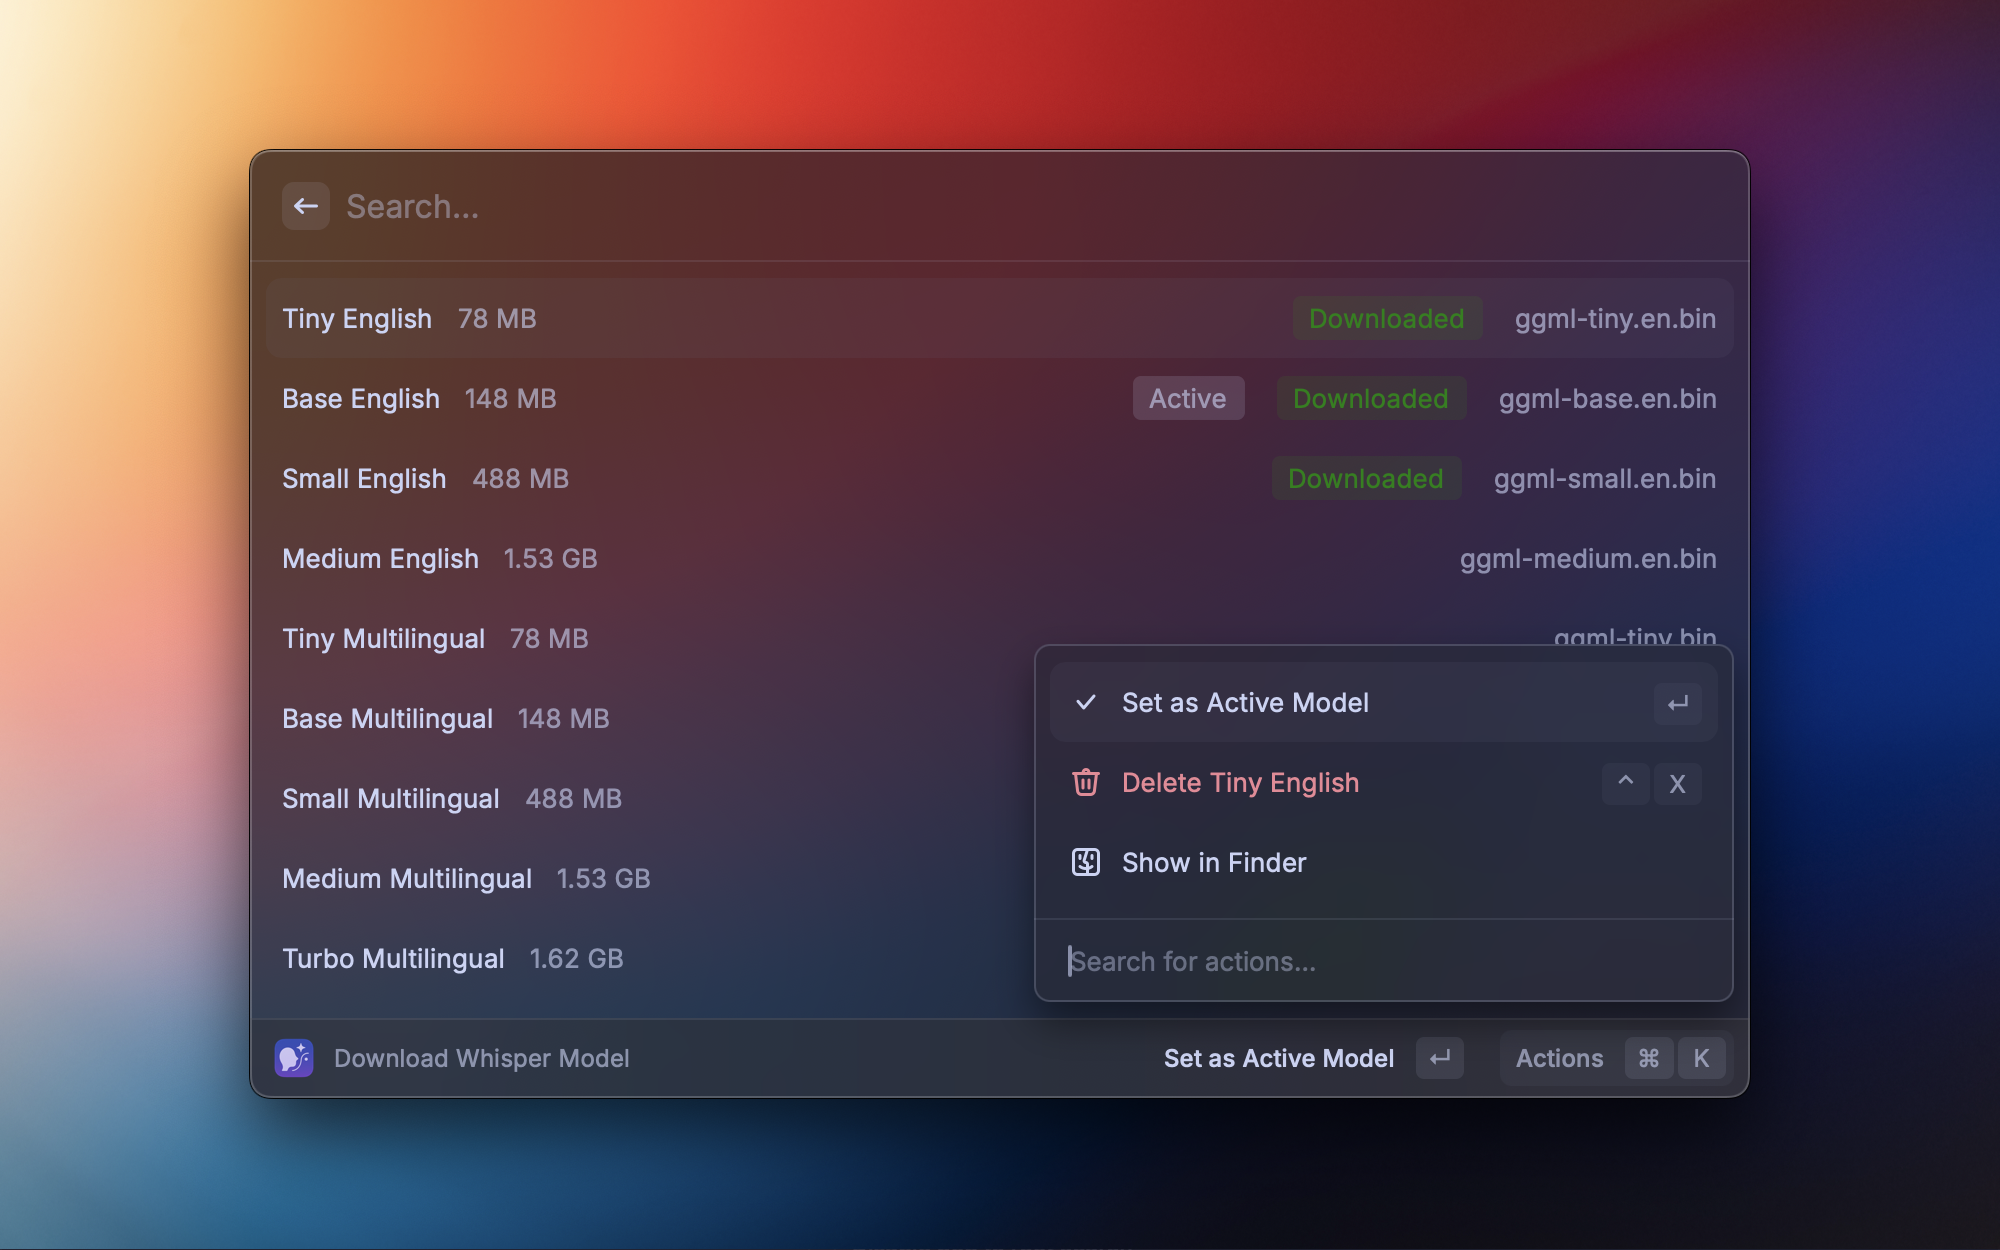 Search...
Tiny English 78 MB Downloaded ggml-tiny.en.bin
Base English 148 MB Active Downloaded ggml-base.en.bin
Small English 488 MB Downloaded ggml-small.en.bin
Medium English 1.53 GB ggml-medium.en.bin
Tiny Multilingual 78 MB ggml-tiny.bin
Base Multilingual 148 MB
Small Multilingual 488 MB
Medium Multilingual 1.53 GB
Turbo Multilingual 1.62 GB
Set as Active Model ↵
Delete Tiny English ^ X
Show in Finder
Search for actions...
Download Whisper Model Set as Active Model ↵ Actions ⌘ K